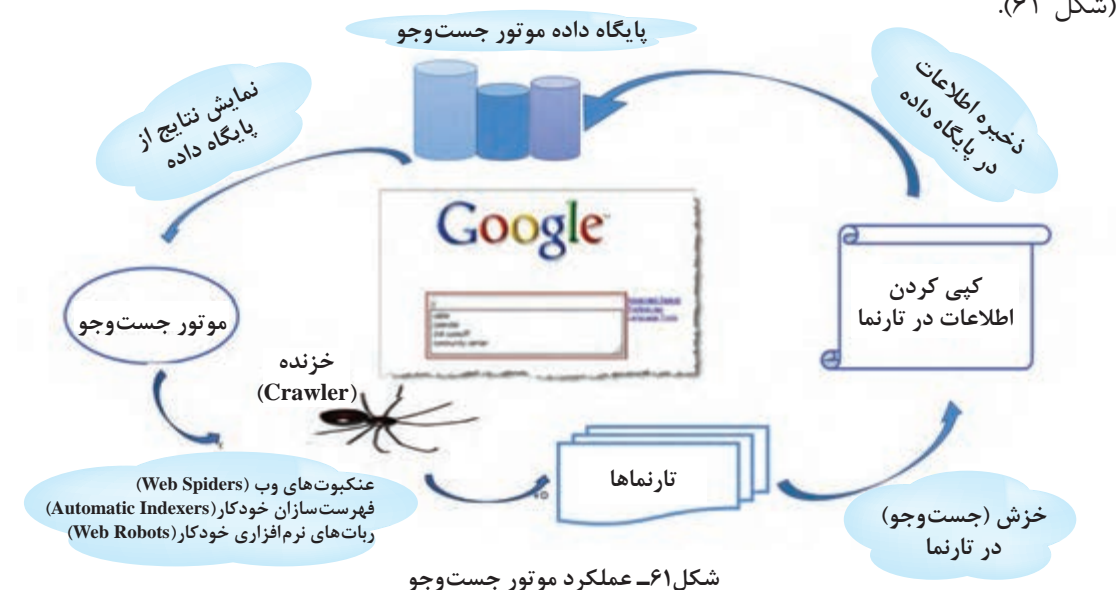 (شکل ۶۱).
پایگاه داده موتور جست‌وجو
ذخیره اطلاعات
در پایگاه داده
نمایش نتایج از
پایگاه داده
Google
کپی کردن
اطلاعات در تارنما
موتور جست‌وجو
خزنده
(Crawler)
تارنماها
عنکبوت‌های وب (Web Spiders)
فهرست‌سازان خودکار(Automatic Indexers)
ربات‌های نرم‌افزاری خودکار(Web Robots)
خزش (جست‌وجو)
در تارنما
شکل۶۱ــ عملکرد موتور جست‌وجو